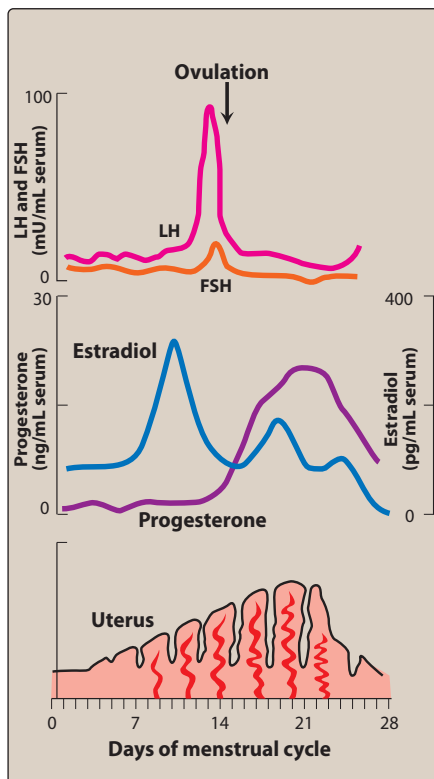 Ovulation
100
LH and FSH
(mU/mL serum)
LH
0
FSH
30
400
Estradiol
Progesterone
(ng/mL serum)
Estradiol
(pg/mL serum)
0
0
Progesterone
Uterus
0 7 14 21 28
Days of menstrual cycle